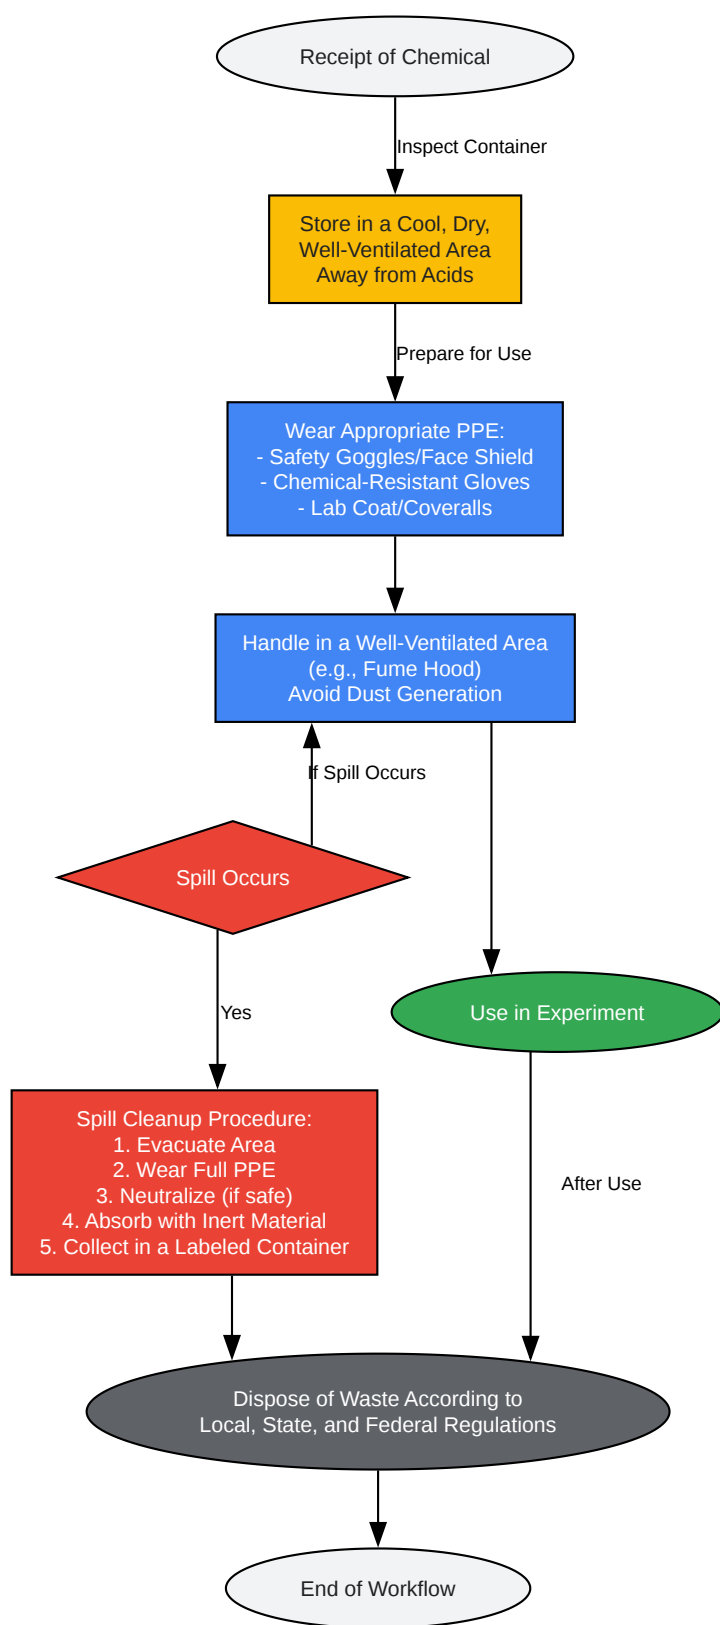 Receipt of Chemical
Inspect Container
Store in a Cool, Dry,
Well-Ventilated Area
Away from Acids
Prepare for Use
Wear Appropriate PPE:
- Safety Goggles/Face Shield
- Chemical-Resistant Gloves
- Lab Coat/Coveralls
Handle in a Well-Ventilated Area
(e.g., Fume Hood)
Avoid Dust Generation
If Spill Occurs
Spill Occurs
Yes
Use in Experiment
Spill Cleanup Procedure:
1. Evacuate Area
2. Wear Full PPE
3. Neutralize (if safe)
4. Absorb with Inert Material
5. Collect in a Labeled Container
After Use
Dispose of Waste According to
Local, State, and Federal Regulations
End of Workflow